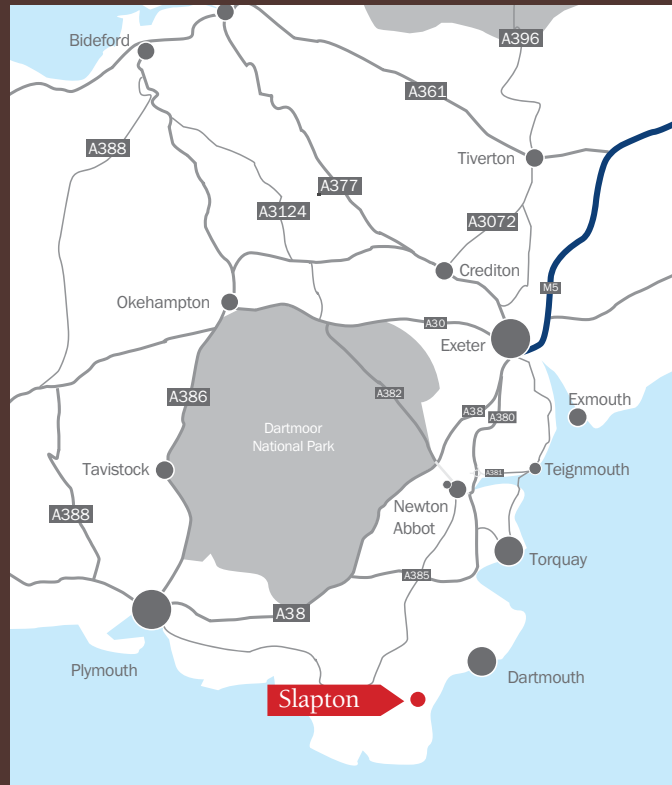 A396
Bideford
A361
A388
Tiverton
A377
A3124
A3072
Crediton
M5
Okehampton
A30
Exeter
A382
A386
Exmouth
A38
A380
Dartmoor
National Park
Tavistock
A381
Teignmouth
Newton
Abbot
A388
Torquay
A385
A38
Plymouth
Dartmouth
Slapton